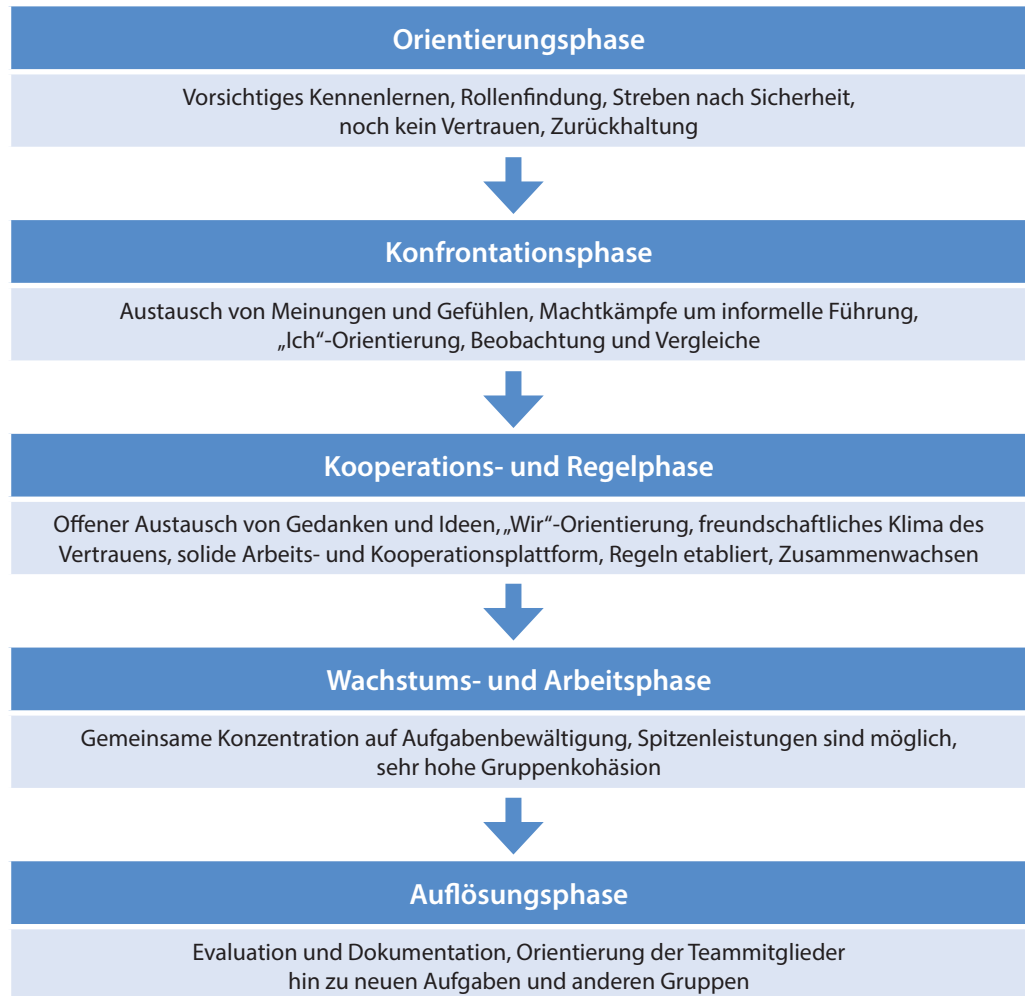 Orientierungsphase
Vorsichtiges Kennenlernen, Rollenfindung, Streben nach Sicherheit,
noch kein Vertrauen, Zurückhaltung
Konfrontationsphase
Austausch von Meinungen und Gefühlen, Machtkämpfe um informelle Führung,
„Ich“-Orientierung, Beobachtung und Vergleiche
Kooperations- und Regelphase
Offener Austausch von Gedanken und Ideen, „Wir“-Orientierung, freundschaftliches Klima des
Vertrauens, solide Arbeits- und Kooperationsplattform, Regeln etabliert, Zusammenwachsen
Wachstums- und Arbeitsphase
Gemeinsame Konzentration auf Aufgabenbewältigung, Spitzenleistungen sind möglich,
sehr hohe Gruppenkohäsion
Auflösungsphase
Evaluation und Dokumentation, Orientierung der Teammitglieder
hin zu neuen Aufgaben und anderen Gruppen